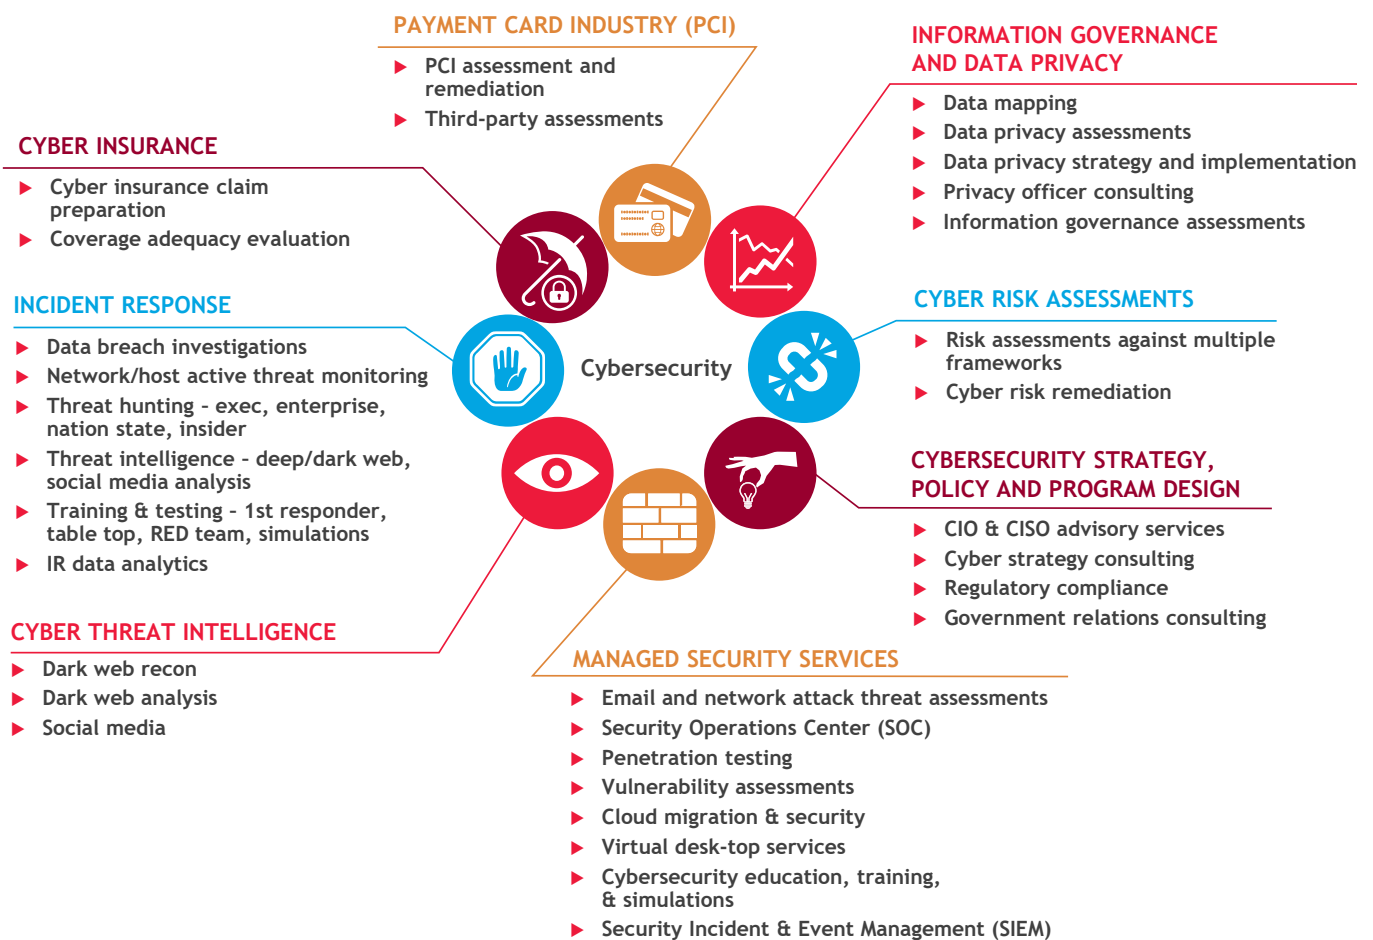 PAYMENT CARD INDUSTRY (PCI)
PCI assessment and
remediation
Third-party assessments
INFORMATION GOVERNANCE
AND DATA PRIVACY
Data mapping
Data privacy assessments
Data privacy strategy and implementation
Privacy officer consulting
Information governance assessments
CYBER INSURANCE
Cyber insurance claim
preparation
Coverage adequacy evaluation
INCIDENT RESPONSE
Data breach investigations
Network/host active threat monitoring
Threat hunting – exec, enterprise,
nation state, insider
Threat intelligence – deep/dark web,
social media analysis
Training & testing – 1st responder,
table top, RED team, simulations
IR data analytics
Cybersecurity
CYBER RISK ASSESSMENTS
Risk assessments against multiple
frameworks
Cyber risk remediation
CYBERSECURITY STRATEGY,
POLICY AND PROGRAM DESIGN
CIO & CISO advisory services
Cyber strategy consulting
Regulatory compliance
Government relations consulting
CYBER THREAT INTELLIGENCE
Dark web recon
Dark web analysis
Social media
MANAGED SECURITY SERVICES
Email and network attack threat assessments
Security Operations Center (SOC)
Penetration testing
Vulnerability assessments
Cloud migration & security
Virtual desk-top services
Cybersecurity education, training,
& simulations
Security Incident & Event Management (SIEM)